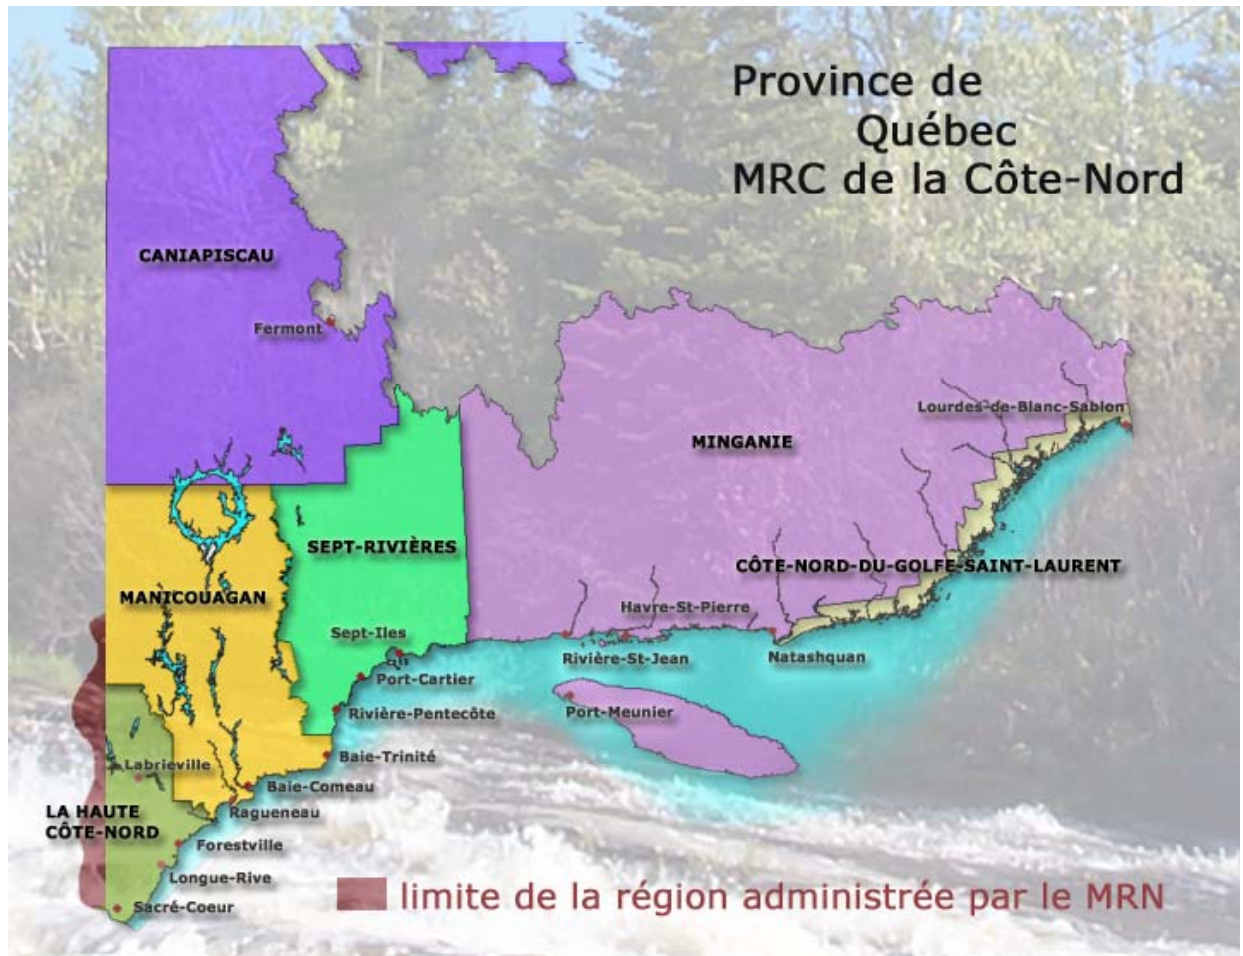 Province de
Québec
MRC de la Côte-Nord
CANIAPISCAU
Fermont
Lourdes-de-Blanc-Sablon
MINGANIE
SEPT-RIVIÈRES
CÔTE-NORD-DU-GOLFE-SAINT-LAURENT
MANICOUAGAN
Havre-St-Pierre
Sept-Iles
Rivière-St-Jean
Natashquan
Port-Cartier
Port-Meunier
Rivière-Pentecôte
Baie-Trinité
Labrieville
Baie-Comeau
Ragueneau
LA HAUTE
CÔTE-NORD
Forestville
Longue-Rive
Sacré-Coeur
limite de la région administrée par le MRN